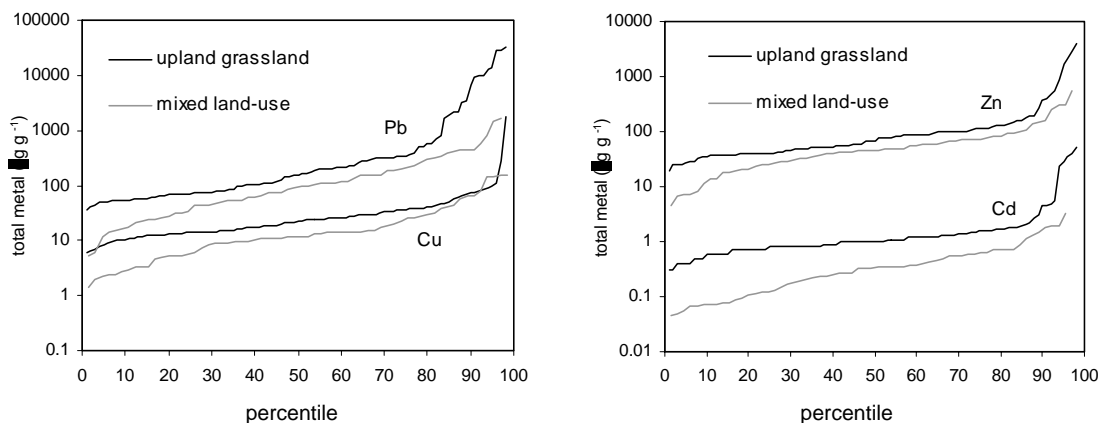 100000
10000
1000
100
10
1
0.1
total metal (█g g -1)
upland grassland
mixed land-use
Pb
Cu
0 10 20 30 40 50 60 70 80 90 100
percentile
10000
1000
100
10
1
0.1
0.01
total metal (█g g -1)
upland grassland
mixed land-use
Zn
Cd
0 10 20 30 40 50 60 70 80 90 100
percentile